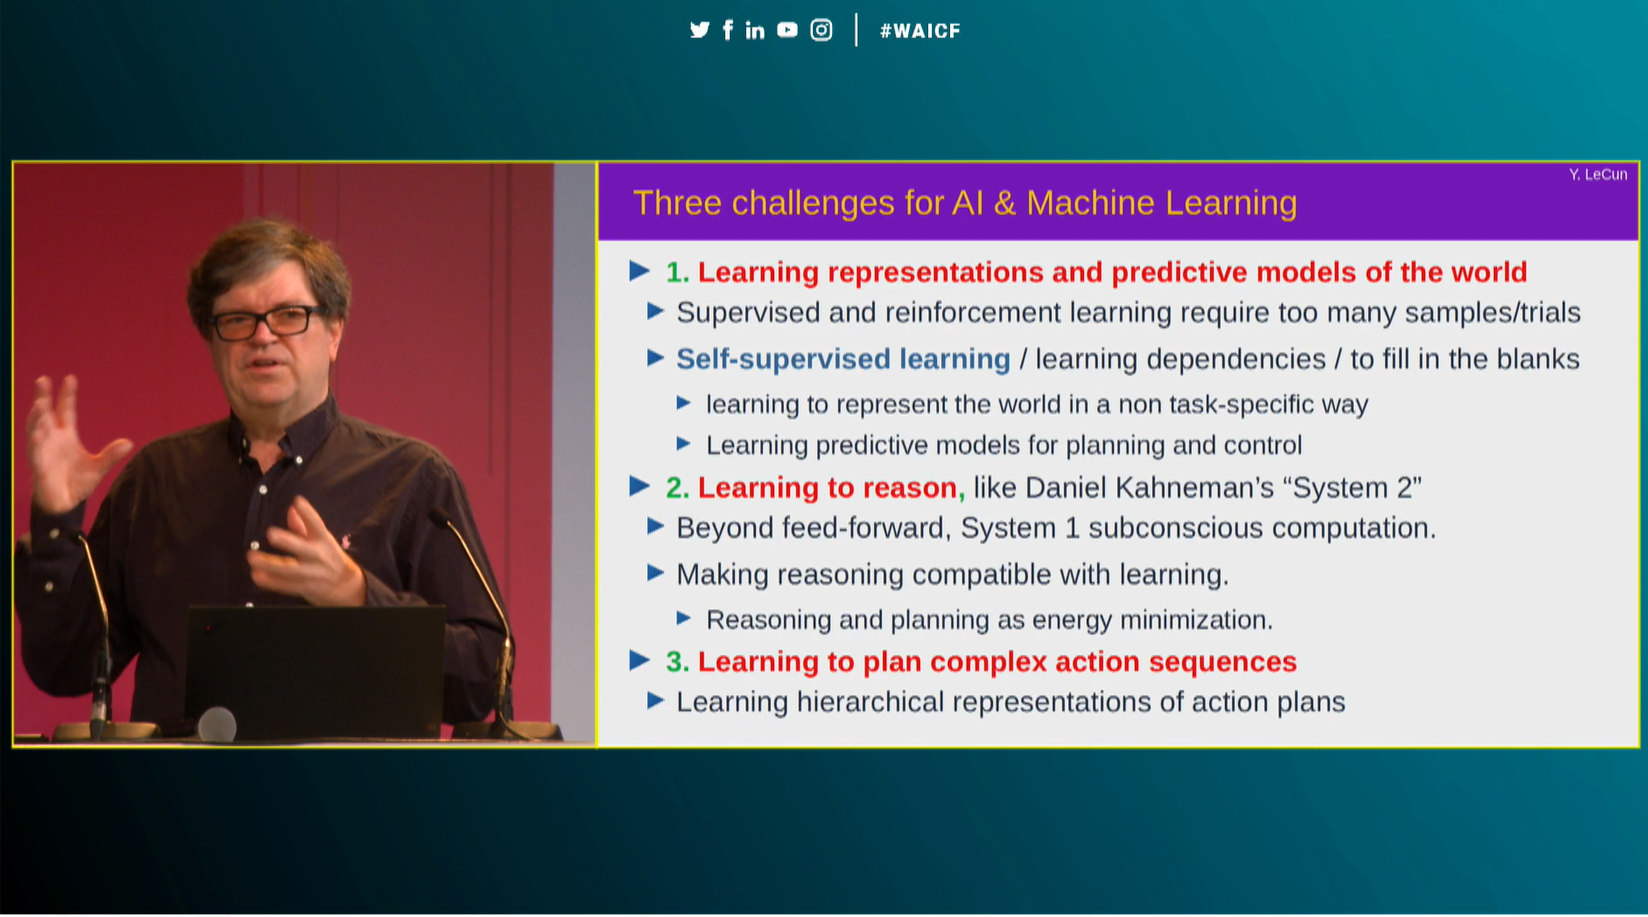 #WAICF
Y. LeCun
Three challenges for AI & Machine Learning
1. Learning representations and predictive models of the world
Supervised and reinforcement learning require too many samples/trials
Self-supervised learning / learning dependencies / to fill in the blanks
learning to represent the world in a non task-specific way
Learning predictive models for planning and control
2. Learning to reason, like Daniel Kahneman’s “System 2”
Beyond feed-forward, System 1 subconscious computation.
Making reasoning compatible with learning.
Reasoning and planning as energy minimization.
3. Learning to plan complex action sequences
Learning hierarchical representations of action plans